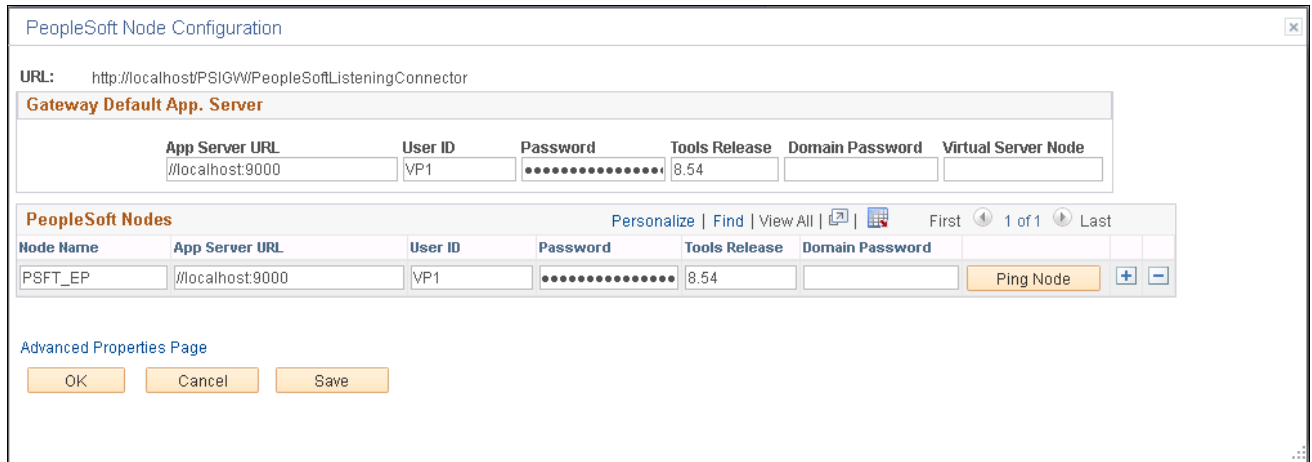 PeopleSoft Node Configuration
URL: http://localhost/PSIGW/PeopleSoftListeningConnector
Gateway Default App. Server
App Server URL User ID Password Tools Release Domain Password Virtual Server Node
//localhost:9000 VP1 •••••••••••••••• 8.54
PeopleSoft Nodes Personalize | Find | View All | | First 1 of 1 Last
Node Name App Server URL User ID Password Tools Release Domain Password
PSFT_EP //localhost:9000 VP1 •••••••••••••••• 8.54 Ping Node
Advanced Properties Page
OK Cancel Save